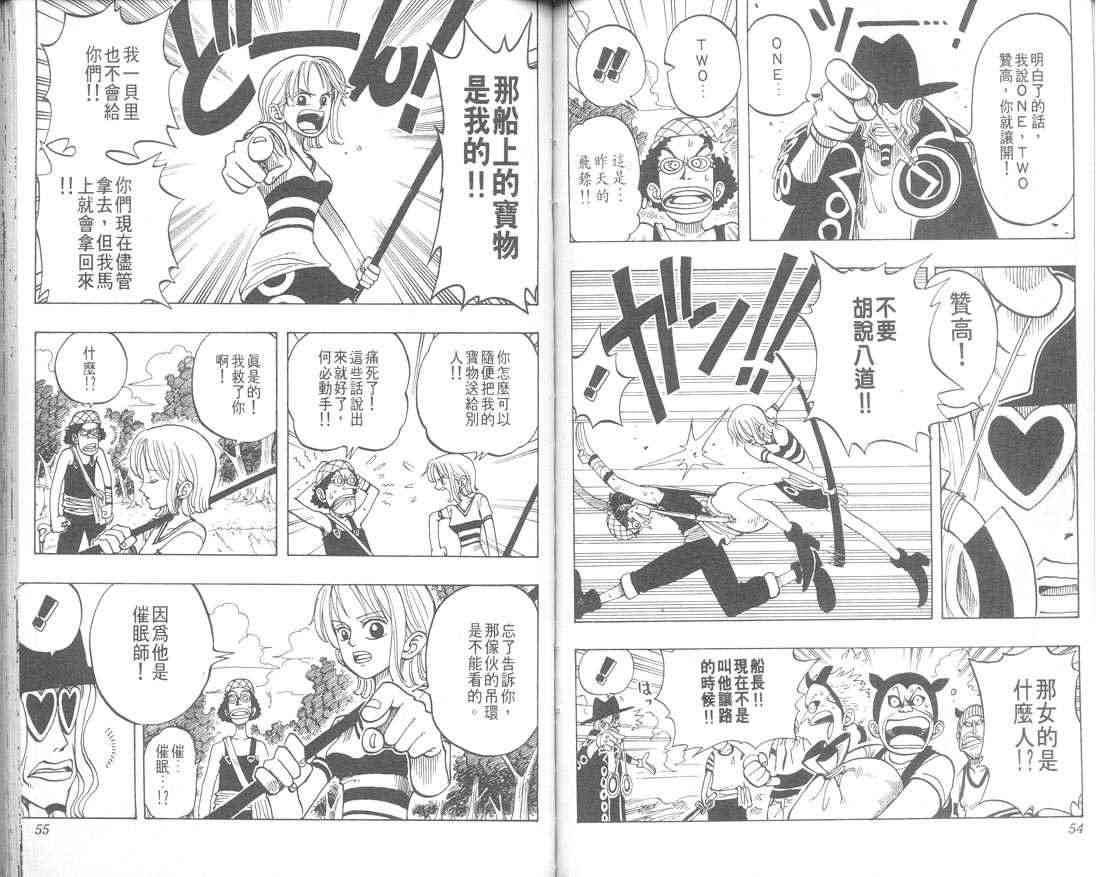 明白了的話，
我說ONE，TWO
贊高，你就讓開！
ONE…
TWO…
!!
這是…
昨天的
飛鏢!!
贊高！
不要
胡說八道!!
ガーン!!
!
那女的是
什麼人!?
船長!!
現在不是
叫他讓路
的時候!!
はっ
!!
54
那船上的寶物
是我的!!
どーん!!
我一貝里
也不會給
你們!!
你們現在儘管
拿去，但我馬
上就會拿回來
!!
你怎麼可以
隨便把我的
寶物送給別
人!!
痛死了！
這些話說出
來就好了，
何必動手!!
真是的！
我救了你
啊！
什麼!?
忘了告訴你，
那傢伙的吊環
是不能看的。
因為他是
催眠師！
催…
催眠…!?
!!
55